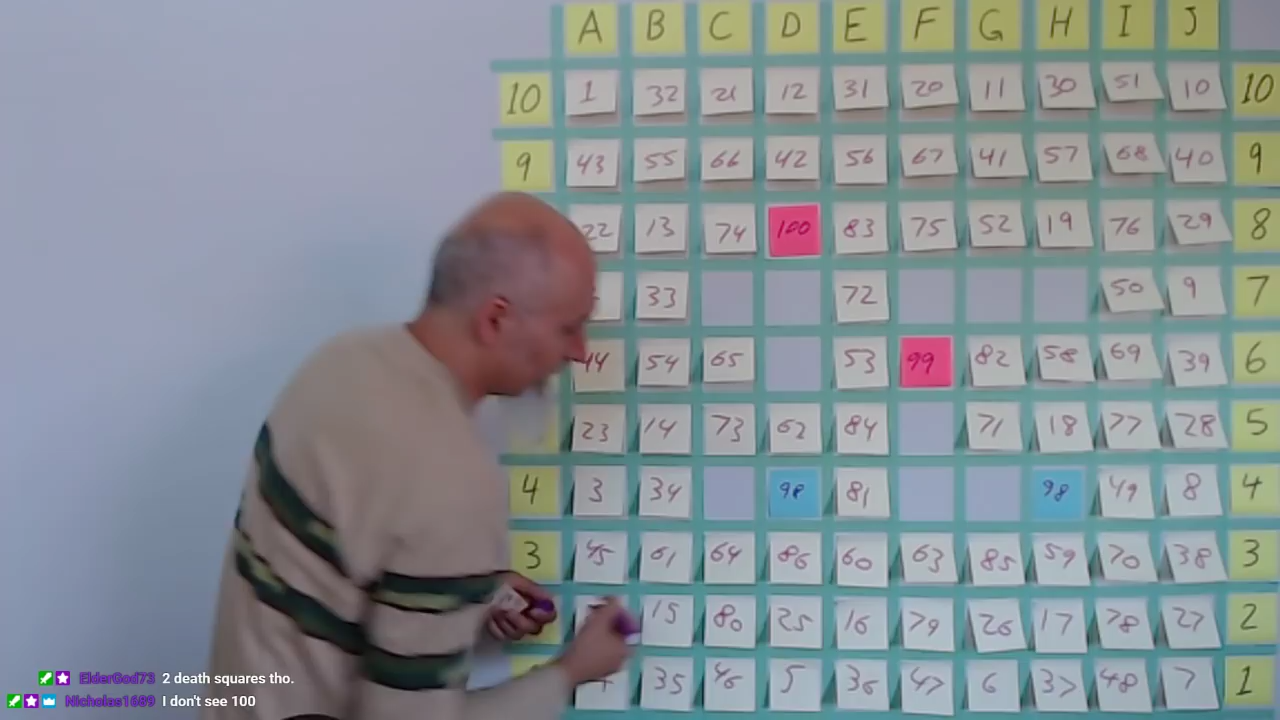 A B C D E F G H I J
10 1 32 21 12 31 20 11 30 51 10 10
9 43 55 66 42 56 67 41 57 68 40 9
22 13 74 100 83 75 52 19 76 29 8
33 72 50 9 7
44 54 65 53 99 82 58 69 39 6
23 14 73 62 84 71 18 77 28 5
4 3 34 98 81 98 49 8 4
3 45 61 64 86 60 63 85 59 70 38 3
15 80 25 16 79 26 17 78 27 2
35 46 5 36 47 6 37 48 7 1
ElderGod73 2 death squares tho.
Nicholas1689 I don't see 100